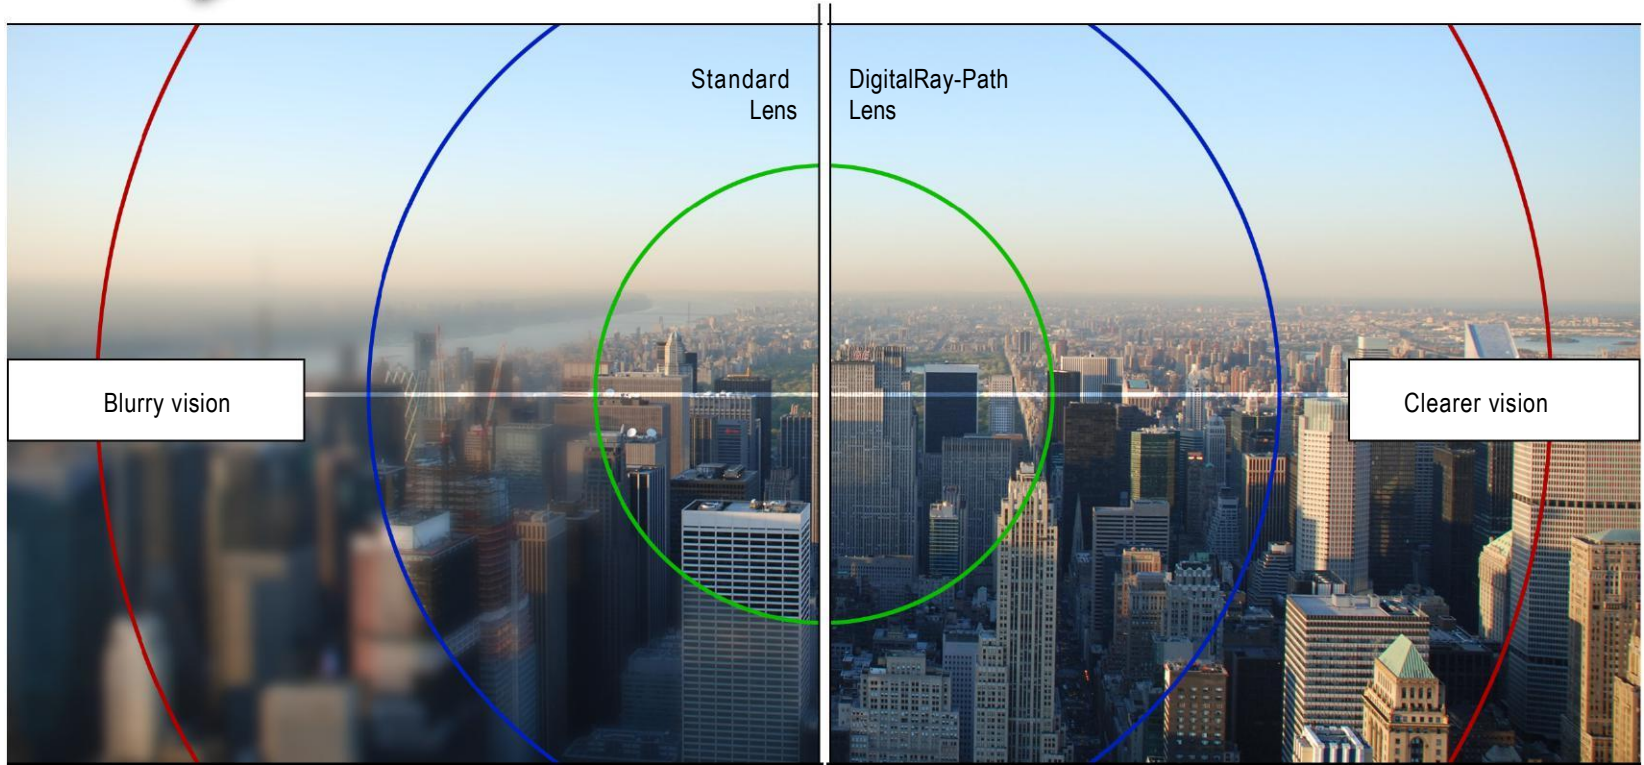 Standard
Lens
DigitalRay-Path
Lens
Blurry vision
Clearer vision